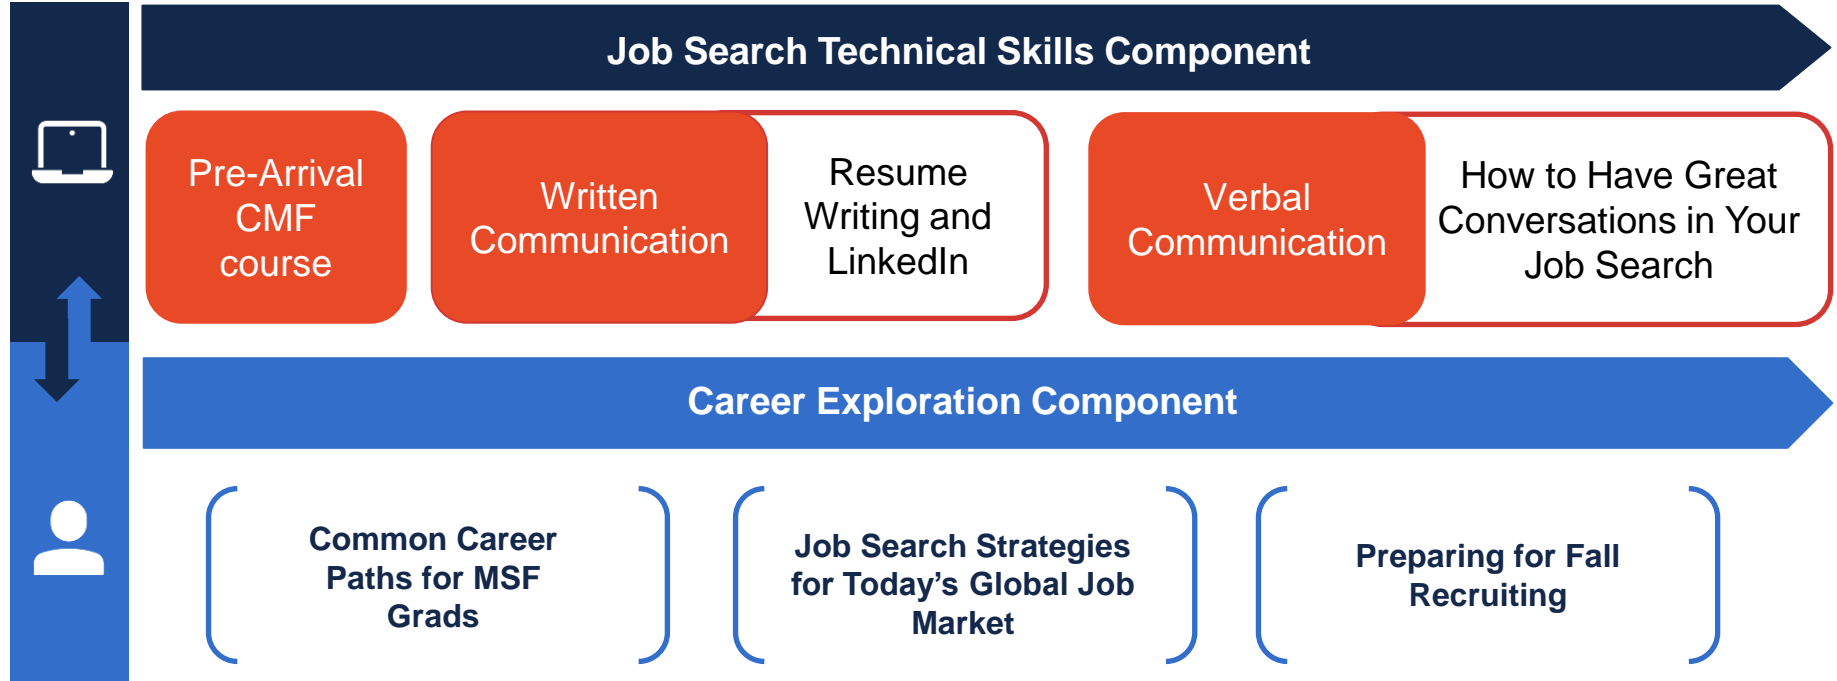 Job Search Technical Skills Component
Pre-Arrival
CMF
course
Written
Communication
Resume
Writing and
LinkedIn
Verbal
Communication
How to Have Great
Conversations in Your
Job Search
Career Exploration Component
Common Career
Paths for MSF
Grads
Job Search Strategies
for Today’s Global Job
Market
Preparing for Fall
Recruiting